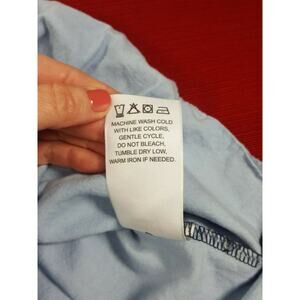 MACHINE WASH COLD
WITH LIKE COLORS,
GENTLE CYCLE,
DO NOT BLEACH,
TUMBLE DRY LOW,
WARM IRON IF NEEDED.